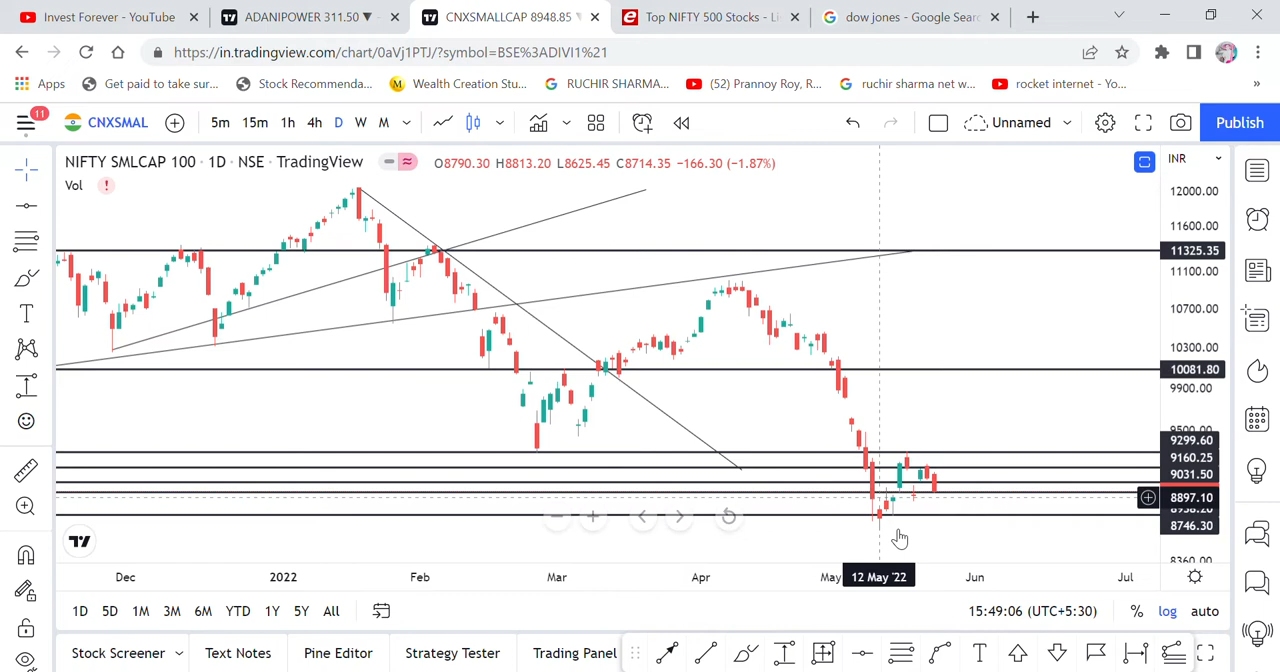 Invest Forever - YouTube
ADANIPOWER 311.50 ▼
CNXSMALLCAP 8948.85 ▼
Top NIFTY 500 Stocks - Li
dow jones - Google Sear
https://in.tradingview.com/chart/0aVj1PTJ/?symbol=BSE%3ADIVI1%21
Apps
Get paid to take sur...
Stock Recommenda...
Wealth Creation Stu...
RUCHIR SHARMA...
(52) Prannoy Roy, R...
ruchir sharma net w...
rocket internet - Yo...
»
11
CNXSMAL
5m 15m 1h 4h D W M
Unnamed
Publish
NIFTY SMLCAP 100 · 1D · NSE · TradingView
O8790.30 H8813.20 L8625.45 C8714.35 −166.30 (−1.87%)
INR
Vol
12000.00
11600.00
11325.35
11100.00
10700.00
10300.00
10081.80
9900.00
9500.00
9299.60
9160.25
9031.50
8897.10
8746.30
8360.00
Dec 2022 Feb Mar Apr May 12 May '22 Jun Jul
1D 5D 1M 3M 6M YTD 1Y 5Y All
15:49:06 (UTC+5:30)
% log auto
Stock Screener
Text Notes
Pine Editor
Strategy Tester
Trading Panel